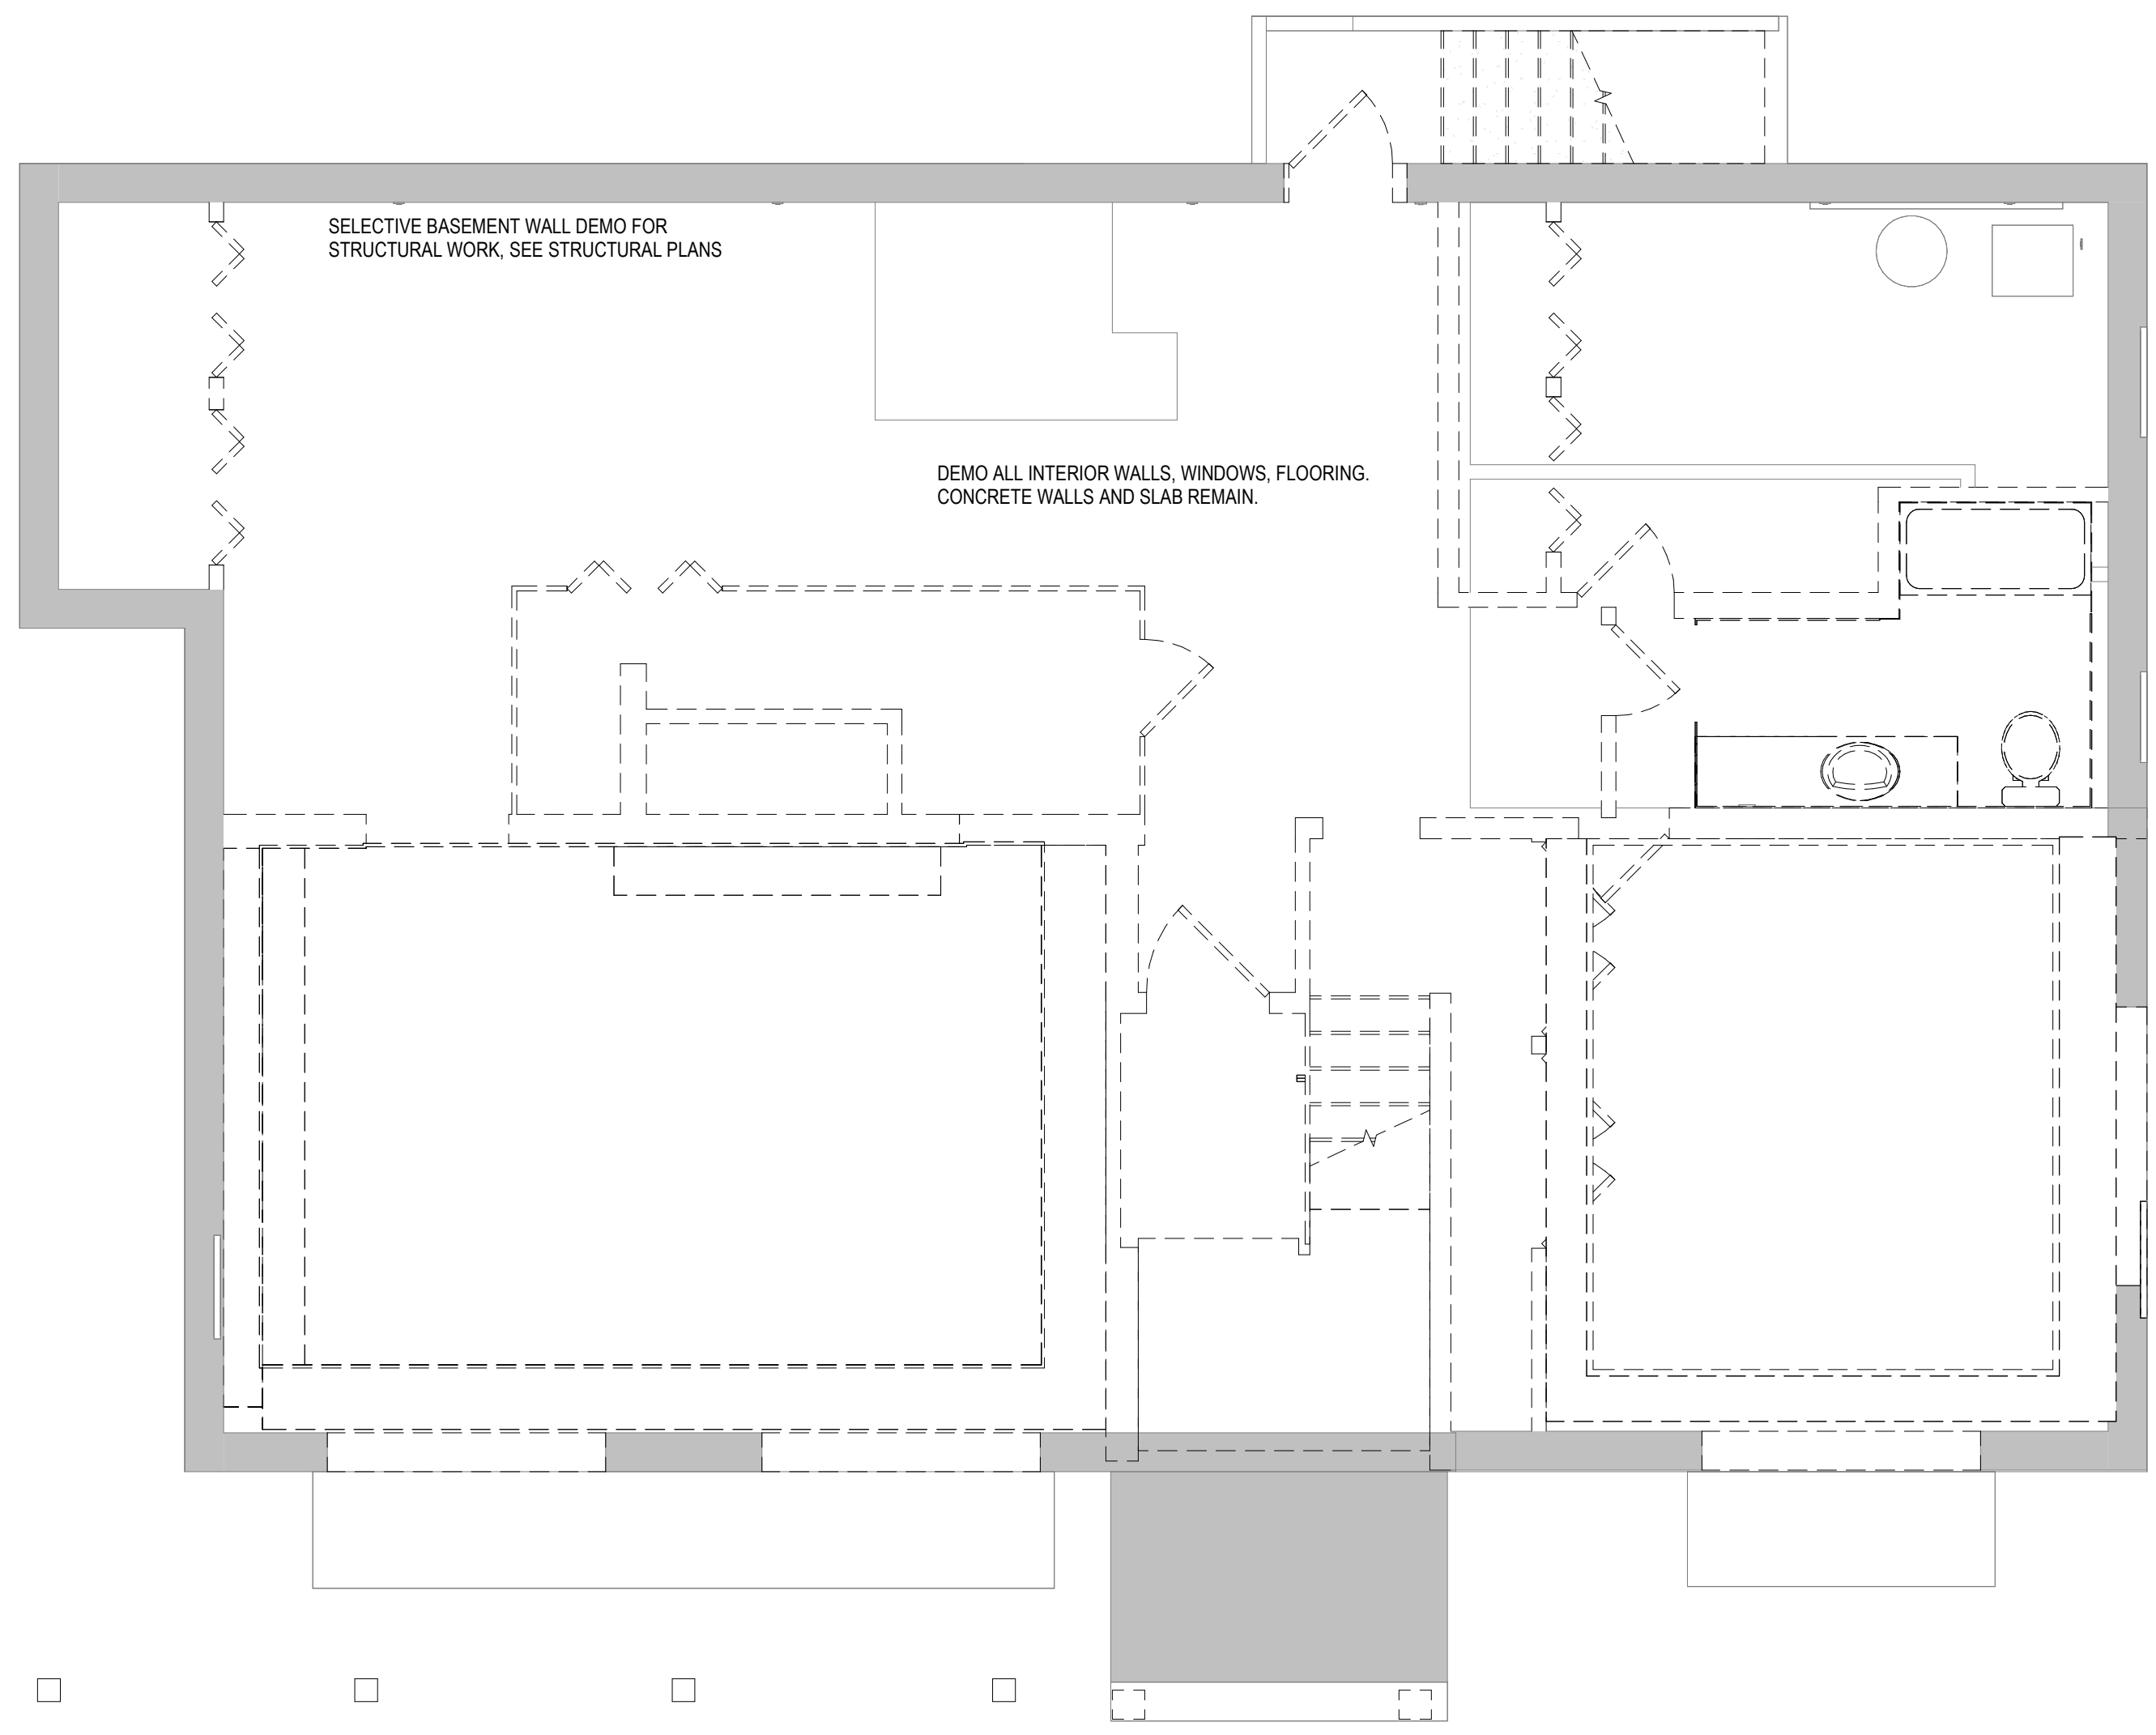 SELECTIVE BASEMENT WALL DEMO FOR
STRUCTURAL WORK, SEE STRUCTURAL PLANS
DEMO ALL INTERIOR WALLS, WINDOWS, FLOORING.
CONCRETE WALLS AND SLAB REMAIN.